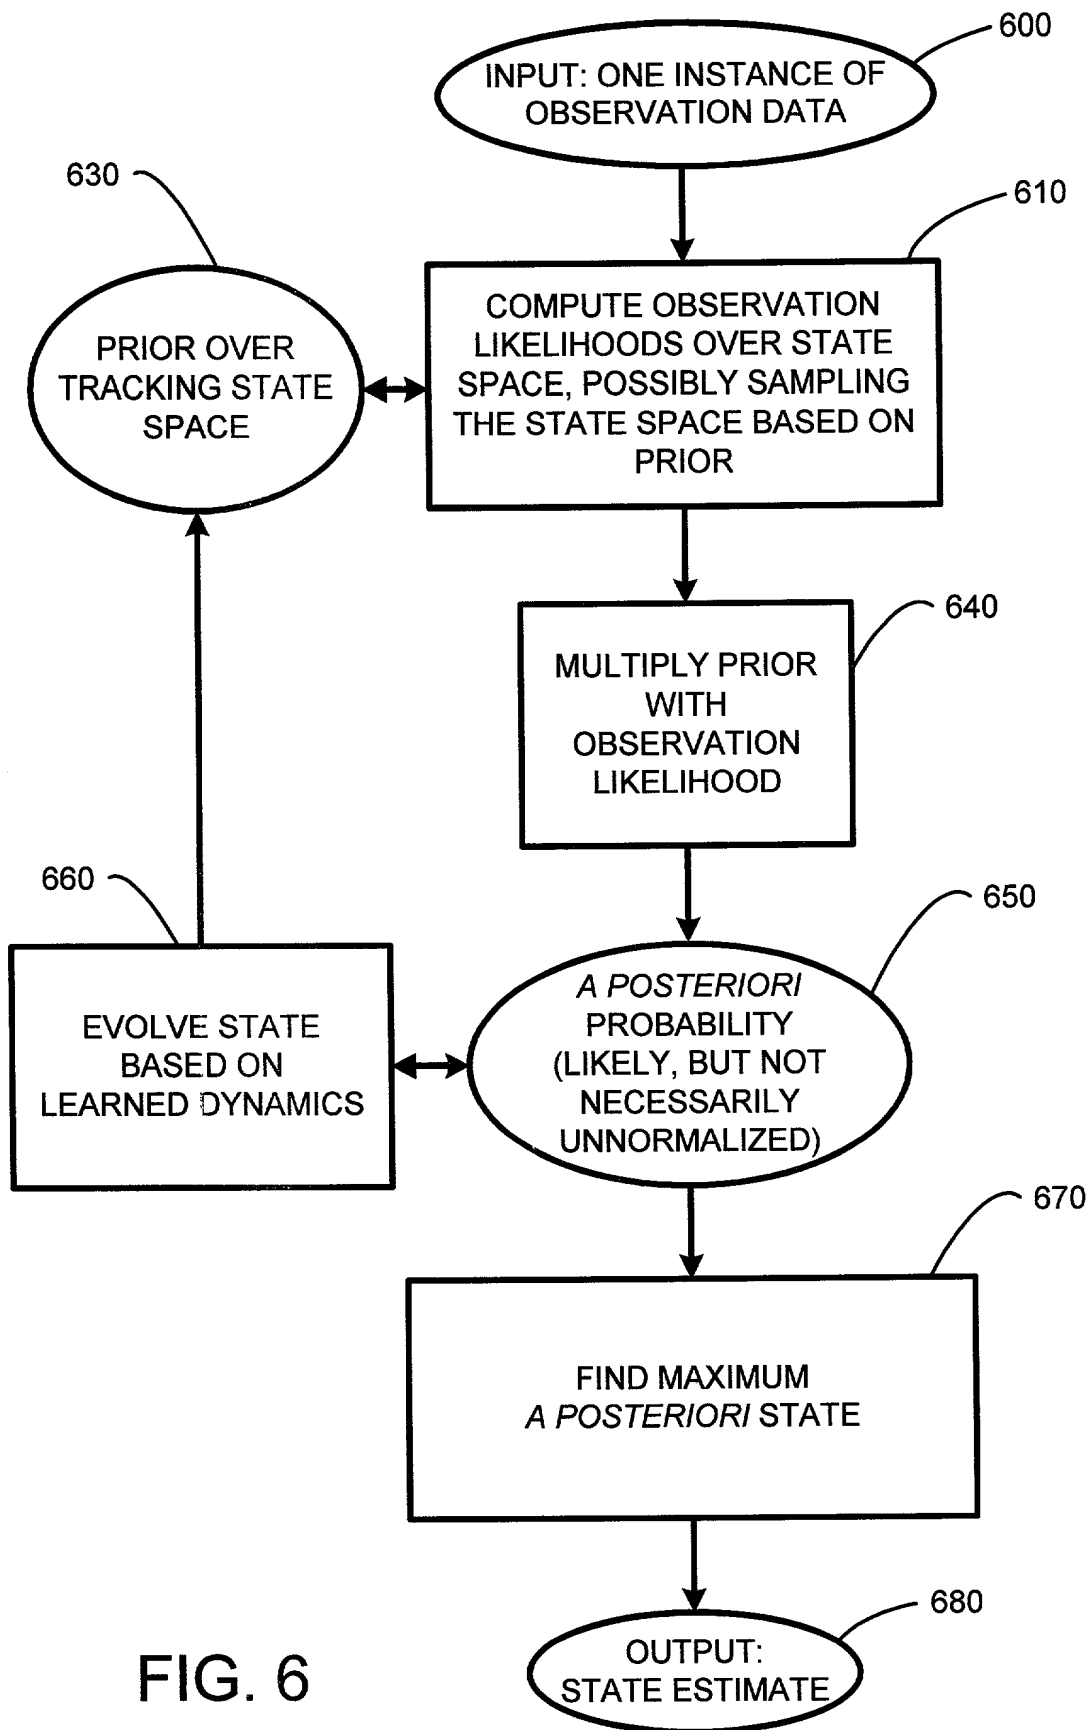 600
INPUT: ONE INSTANCE OF
OBSERVATION DATA
630
610
PRIOR OVER
TRACKING STATE
SPACE
COMPUTE OBSERVATION
LIKELIHOODS OVER STATE
SPACE, POSSIBLY SAMPLING
THE STATE SPACE BASED ON
PRIOR
640
MULTIPLY PRIOR
WITH
OBSERVATION
LIKELIHOOD
660
650
EVOLVE STATE
BASED ON
LEARNED DYNAMICS
A POSTERIORI
PROBABILITY
(LIKELY, BUT NOT
NECESSARILY
UNNORMALIZED)
670
FIND MAXIMUM
A POSTERIORI STATE
680
OUTPUT:
STATE ESTIMATE
FIG. 6